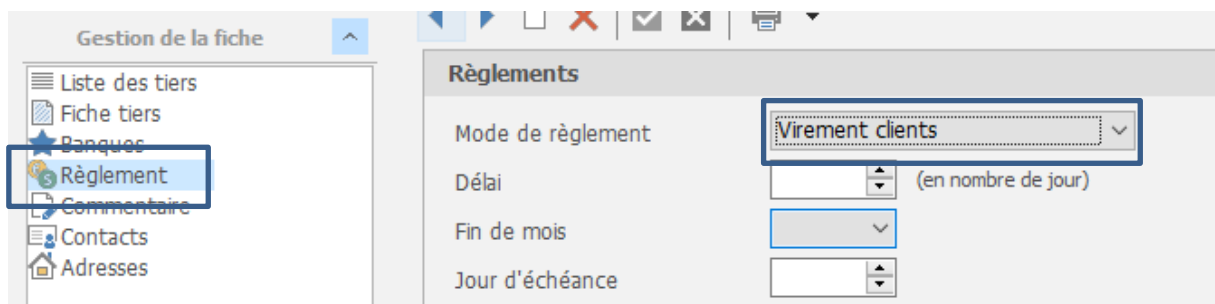 Gestion de la fiche
Liste des tiers
Fiche tiers
Banques
Règlement
Commentaire
Contacts
Adresses
Règlements
Mode de règlement Virement clients
Délai (en nombre de jour)
Fin de mois
Jour d'échéance